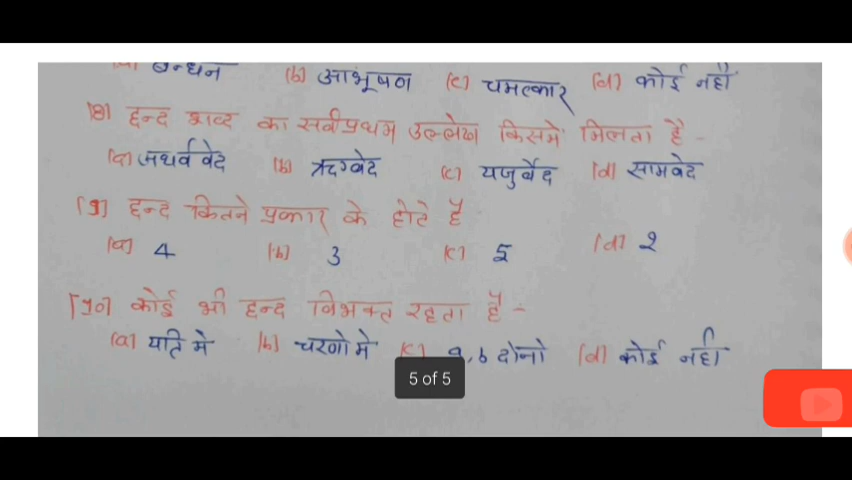 (a) बन्धन (b) आभूषण (c) चमत्कार (d) कोई नहीं
[8] छन्द शब्द का सर्वप्रथम उल्लेख किसमें मिलता है -
(a) अथर्व वेद (b) ऋग्वेद (c) यजुर्वेद (d) सामवेद
[9] छन्द कितने प्रकार के होते हैं
(a) 4 (b) 3 (c) 5 (d) 2
[10] कोई भी छन्द विभक्त रहता है -
(a) यति मे (b) चरणो मे (c) a, b दोनो (d) कोई नहीं
5 of 5